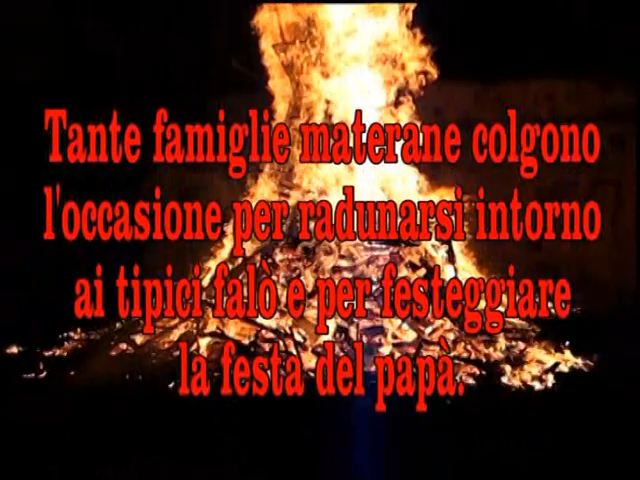 Tante famiglie materane colgono
l'occasione per radunarsi intorno
ai tipici falò e per festeggiare
la festa del papà.